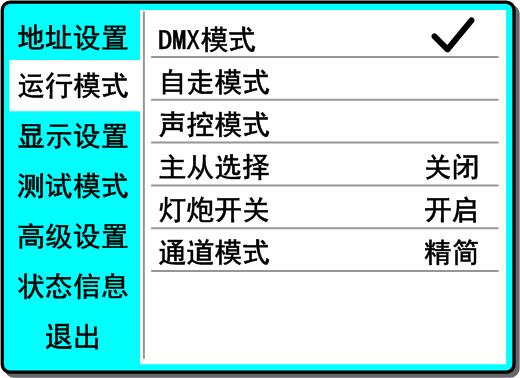 地址设置
运行模式
显示设置
测试模式
高级设置
状态信息
退出
DMX模式
自走模式
声控模式
主从选择 关闭
灯炮开关 开启
通道模式 精简